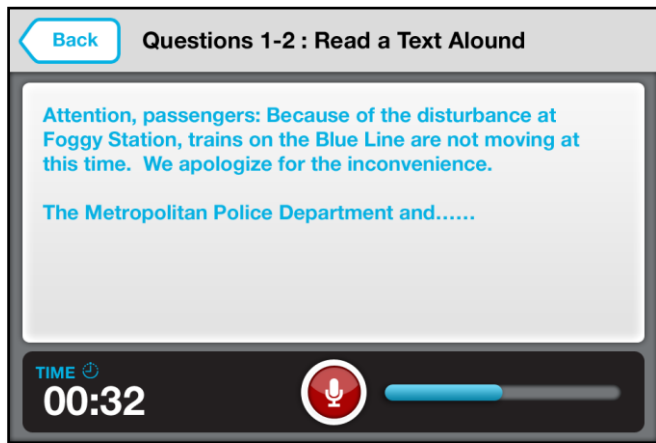 Back
Questions 1-2 : Read a Text Alound
Attention, passengers: Because of the disturbance at
Foggy Station, trains on the Blue Line are not moving at
this time.  We apologize for the inconvenience.
The Metropolitan Police Department and......
TIME
00:32